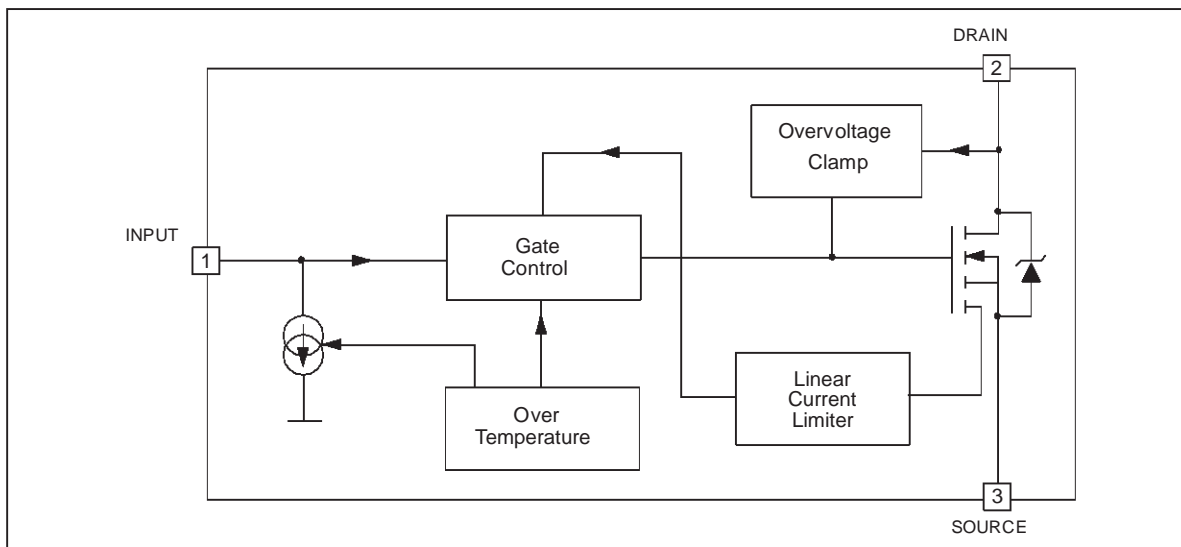 DRAIN
2
Overvoltage
Clamp
INPUT
1
Gate
Control
Over
Temperature
Linear
Current
Limiter
3
SOURCE